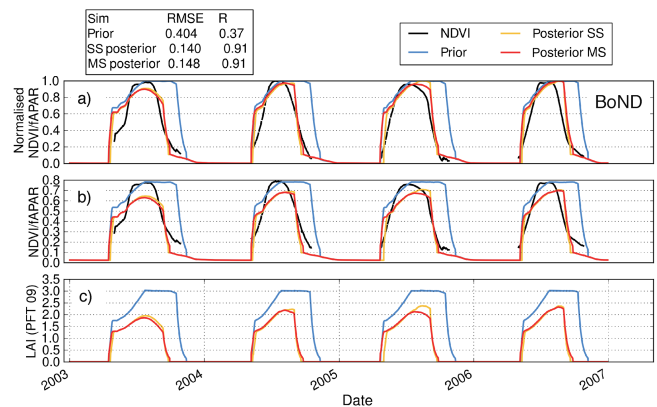 Sim RMSE R
Prior 0.404 0.37
SS posterior 0.140 0.91
MS posterior 0.148 0.91
NDVI
Prior
Posterior SS
Posterior MS
Normalised
NDVI/fAPAR
1.0
0.8
0.6
0.4
0.2
0.0
a)
BoND
NDVI/fAPAR
0.8
0.7
0.6
0.5
0.4
0.3
0.2
0.1
0.0
b)
LAI (PFT 09)
3.5
3.0
2.5
2.0
1.5
1.0
0.5
0.0
c)
2003
2004
2005
2006
2007
Date